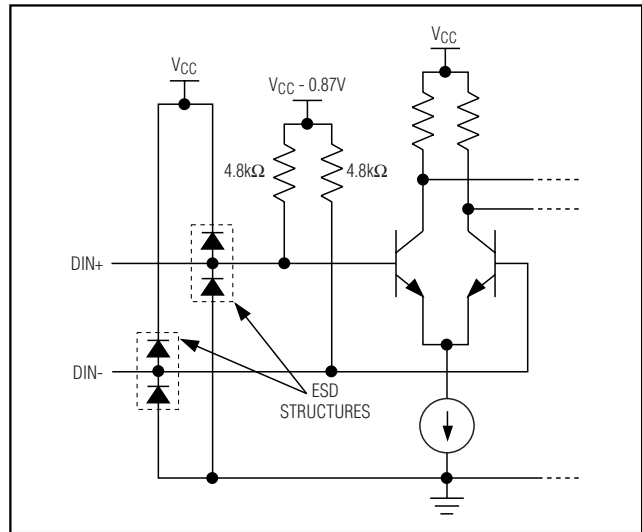 VCC
VCC
VCC - 0.87V
4.8kΩ
4.8kΩ
DIN+
DIN-
ESD
STRUCTURES